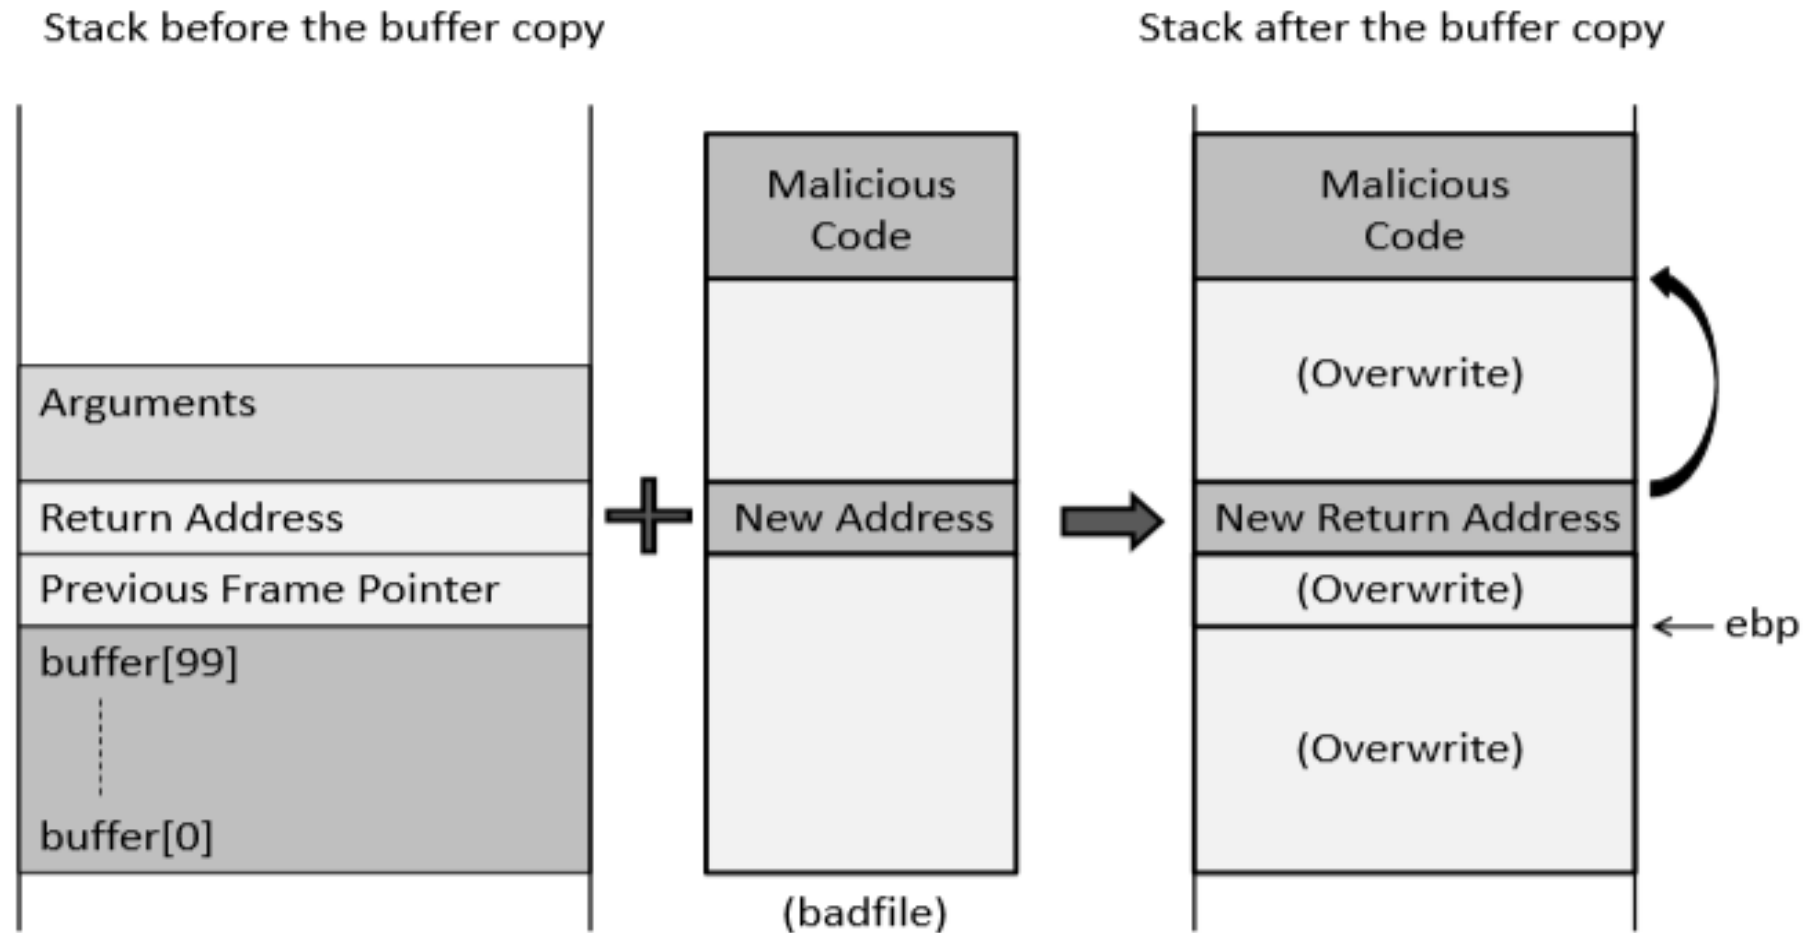 Stack before the buffer copy
Arguments
Return Address
Previous Frame Pointer
buffer[99]
buffer[0]
Malicious
Code
New Address
(badfile)
Stack after the buffer copy
Malicious
Code
(Overwrite)
New Return Address
(Overwrite)
ebp
(Overwrite)